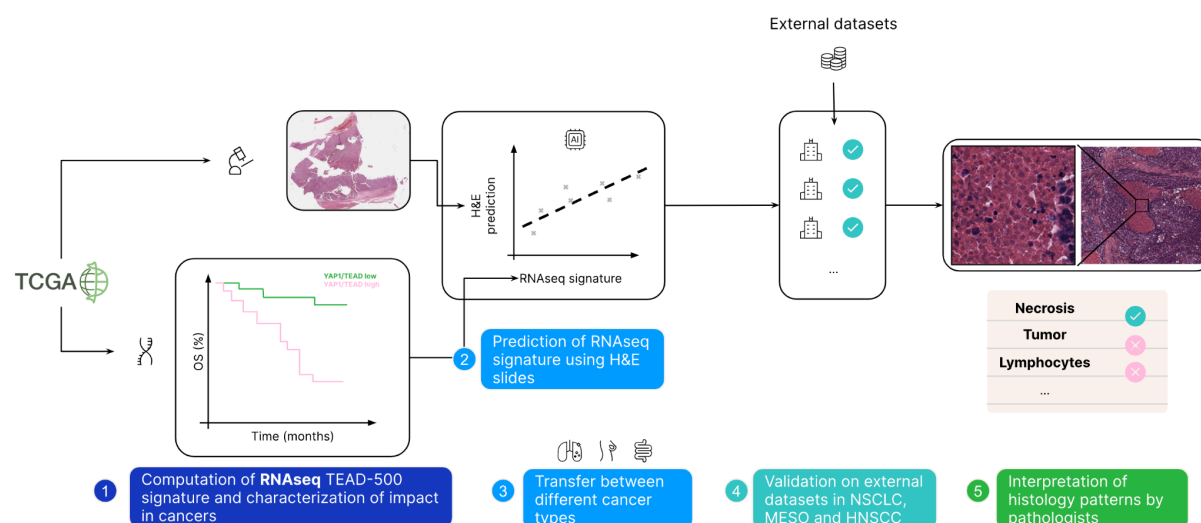 External datasets
AI
H&E
prediction
RNAseq signature
TCGA
YAP1/TEAD low
YAP1/TEAD high
OS (%)
Time (months)
2
Prediction of RNAseq
signature using H&E
slides
H
H
H
...
Necrosis
Tumor
Lymphocytes
...
1
Computation of RNAseq TEAD-500
signature and characterization of impact
in cancers
3
Transfer between
different cancer
types
4
Validation on external
datasets in NSCLC,
MESO and HNSCC
5
Interpretation of
histology patterns by
pathologists